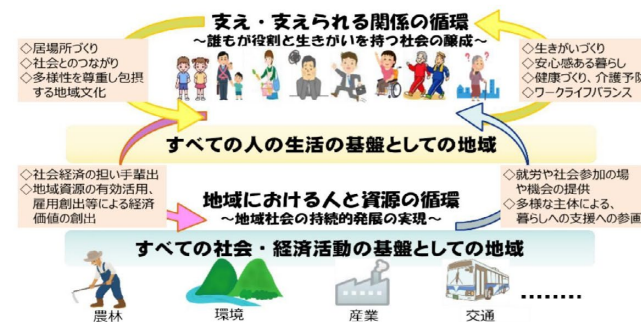 支え・支えられる関係の循環
～誰もが役割と生きがいを持つ社会の醸成～
◇居場所づくり
◇社会とのつながり
◇多様性を尊重し包摂
する地域文化
◇生きがいづくり
◇安心感ある暮らし
◇健康づくり、介護予防
◇ワークライフバランス
すべての人の生活の基盤としての地域
◇社会経済の担い手輩出
◇地域資源の有効活用、
雇用創出等による経済
価値の創出
地域における人と資源の循環
～地域社会の持続的発展の実現～
◇就労や社会参加の場
や機会の提供
◇多様な主体による、
暮らしへの支援への参画
すべての社会・経済活動の基盤としての地域
農林
環境
産業
交通
………